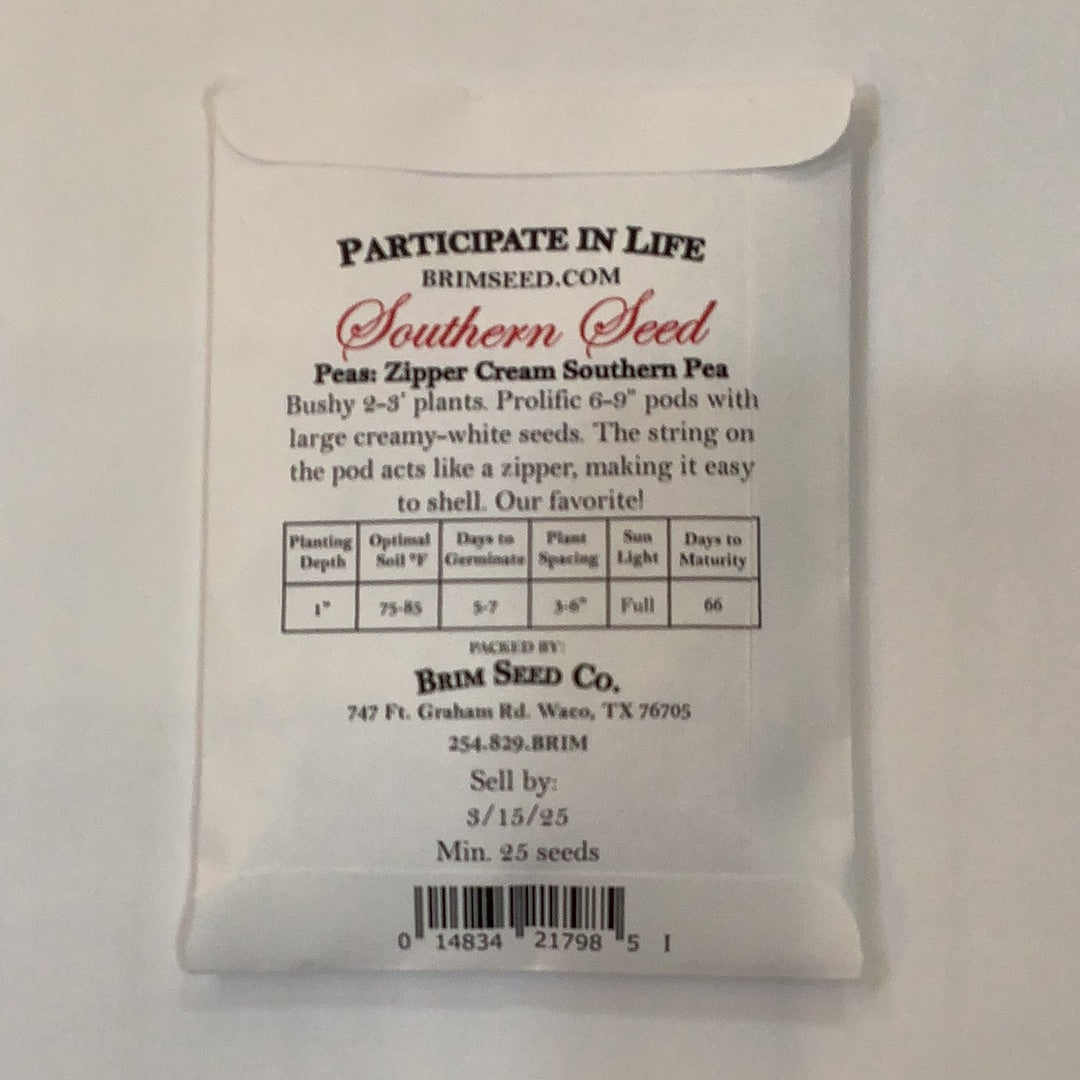 PARTICIPATE IN LIFE
BRIMSEED.COM
Southern Seed
Peas: Zipper Cream Southern Pea
Bushy 2-3' plants. Prolific 6-9" pods with
large creamy-white seeds. The string on
the pod acts like a zipper, making it easy
to shell. Our favorite!
Planting Depth Optimal Soil °F Days to Germinate Plant Spacing Sun Light Days to Maturity
1" 75-85 5-7 3-6" Full 66
PACKED BY:
BRIM SEED CO.
747 Ft. Graham Rd. Waco, TX 76705
254.829.BRIM
Sell by:
3/15/25
Min. 25 seeds
0 14834 21798 5 I